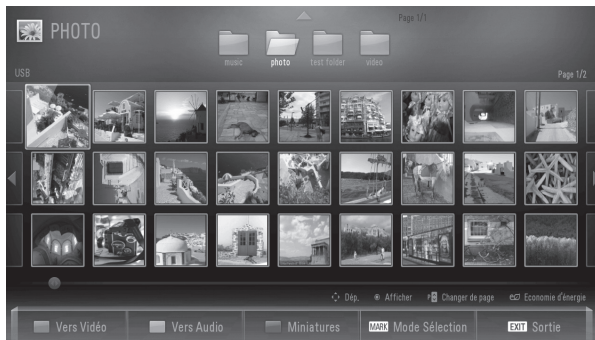 Page 1/1
PHOTO
music photo test folder video
USB Page 1/2
Dép. Afficher P Changer de page Economie d'énergie
Vers Vidéo Vers Audio Miniatures MARK Mode Sélection EXIT Sortie